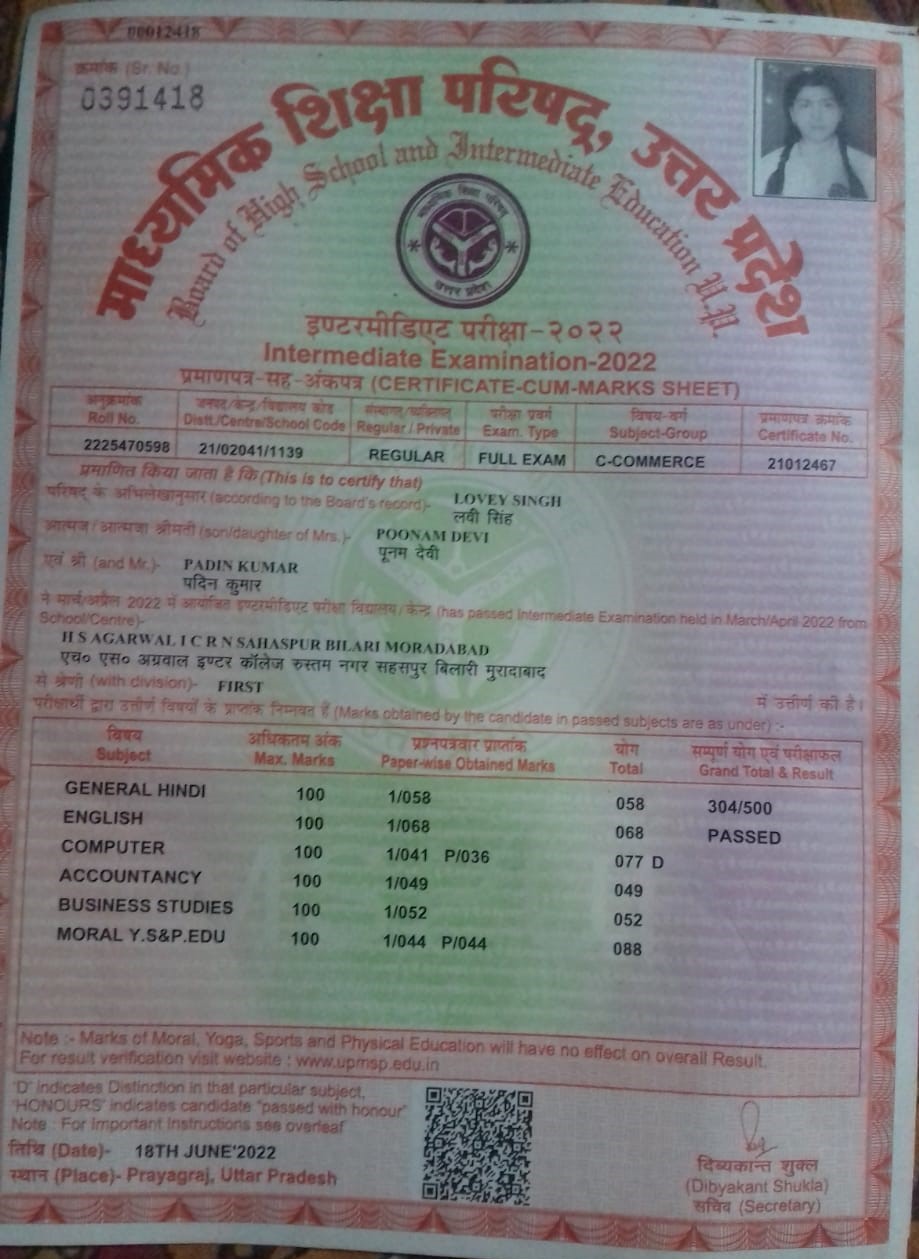 00012418
क्रमांक (Sr. No.)
0391418
माध्यमिक शिक्षा परिषद्, उत्तर प्रदेश
Board of High School and Intermediate Education U.P.
माध्यमिक शिक्षा परिषद्
उत्तर प्रदेश
इण्टरमीडिएट परीक्षा-२०२२
Intermediate Examination-2022
प्रमाणपत्र-सह-अंकपत्र (CERTIFICATE-CUM-MARKS SHEET)
अनुक्रमांक जनपद/केन्द्र/विद्यालय कोड संस्थागत/व्यक्तिगत परीक्षा प्रवर्ग विषय-वर्ग प्रमाणपत्र क्रमांक
Roll No. Distt./Centre/School Code Regular / Private Exam. Type Subject-Group Certificate No.
2225470598 21/02041/1139 REGULAR FULL EXAM C-COMMERCE 21012467
प्रमाणित किया जाता है कि (This is to certify that)
परिषद के अभिलेखानुसार (according to the Board's record)- LOVEY SINGH
लवी सिंह
आत्मज/आत्मजा श्रीमती (son/daughter of Mrs.)- POONAM DEVI
पूनम देवी
एवं श्री (and Mr.)- PADIN KUMAR
पदिन कुमार
ने मार्च/अप्रैल 2022 में आयोजित इण्टरमीडिएट परीक्षा विद्यालय/केन्द्र (has passed Intermediate Examination held in March/April 2022 from
School/Centre)-
H S AGARWAL I C R N SAHASPUR BILARI MORADABAD
एच० एस० अग्रवाल इण्टर कॉलेज रुस्तम नगर सहसपुर बिलारी मुरादाबाद
से श्रेणी (with division)- FIRST में उत्तीर्ण की है।
परीक्षार्थी द्वारा उत्तीर्ण विषयों के प्राप्तांक निम्नवत हैं (Marks obtained by the candidate in passed subjects are as under) :-
विषय अधिकतम अंक प्रश्नपत्रवार प्राप्तांक योग सम्पूर्ण योग एवं परीक्षाफल
Subject Max. Marks Paper-wise Obtained Marks Total Grand Total & Result
GENERAL HINDI 100 1/058 058 304/500
ENGLISH 100 1/068 068 PASSED
COMPUTER 100 1/041 P/036 077 D
ACCOUNTANCY 100 1/049 049
BUSINESS STUDIES 100 1/052 052
MORAL Y.S&P.EDU 100 1/044 P/044 088
Note :- Marks of Moral, Yoga, Sports and Physical Education will have no effect on overall Result.
For result verification visit website : www.upmsp.edu.in
'D' indicates Distinction in that particular subject,
'HONOURS' indicates candidate "passed with honour"
Note : For Important Instructions see overleaf
तिथि (Date)- 18TH JUNE'2022
स्थान (Place)- Prayagraj, Uttar Pradesh
दिब्यकान्त शुक्ल
(Dibyakant Shukla)
सचिव (Secretary)